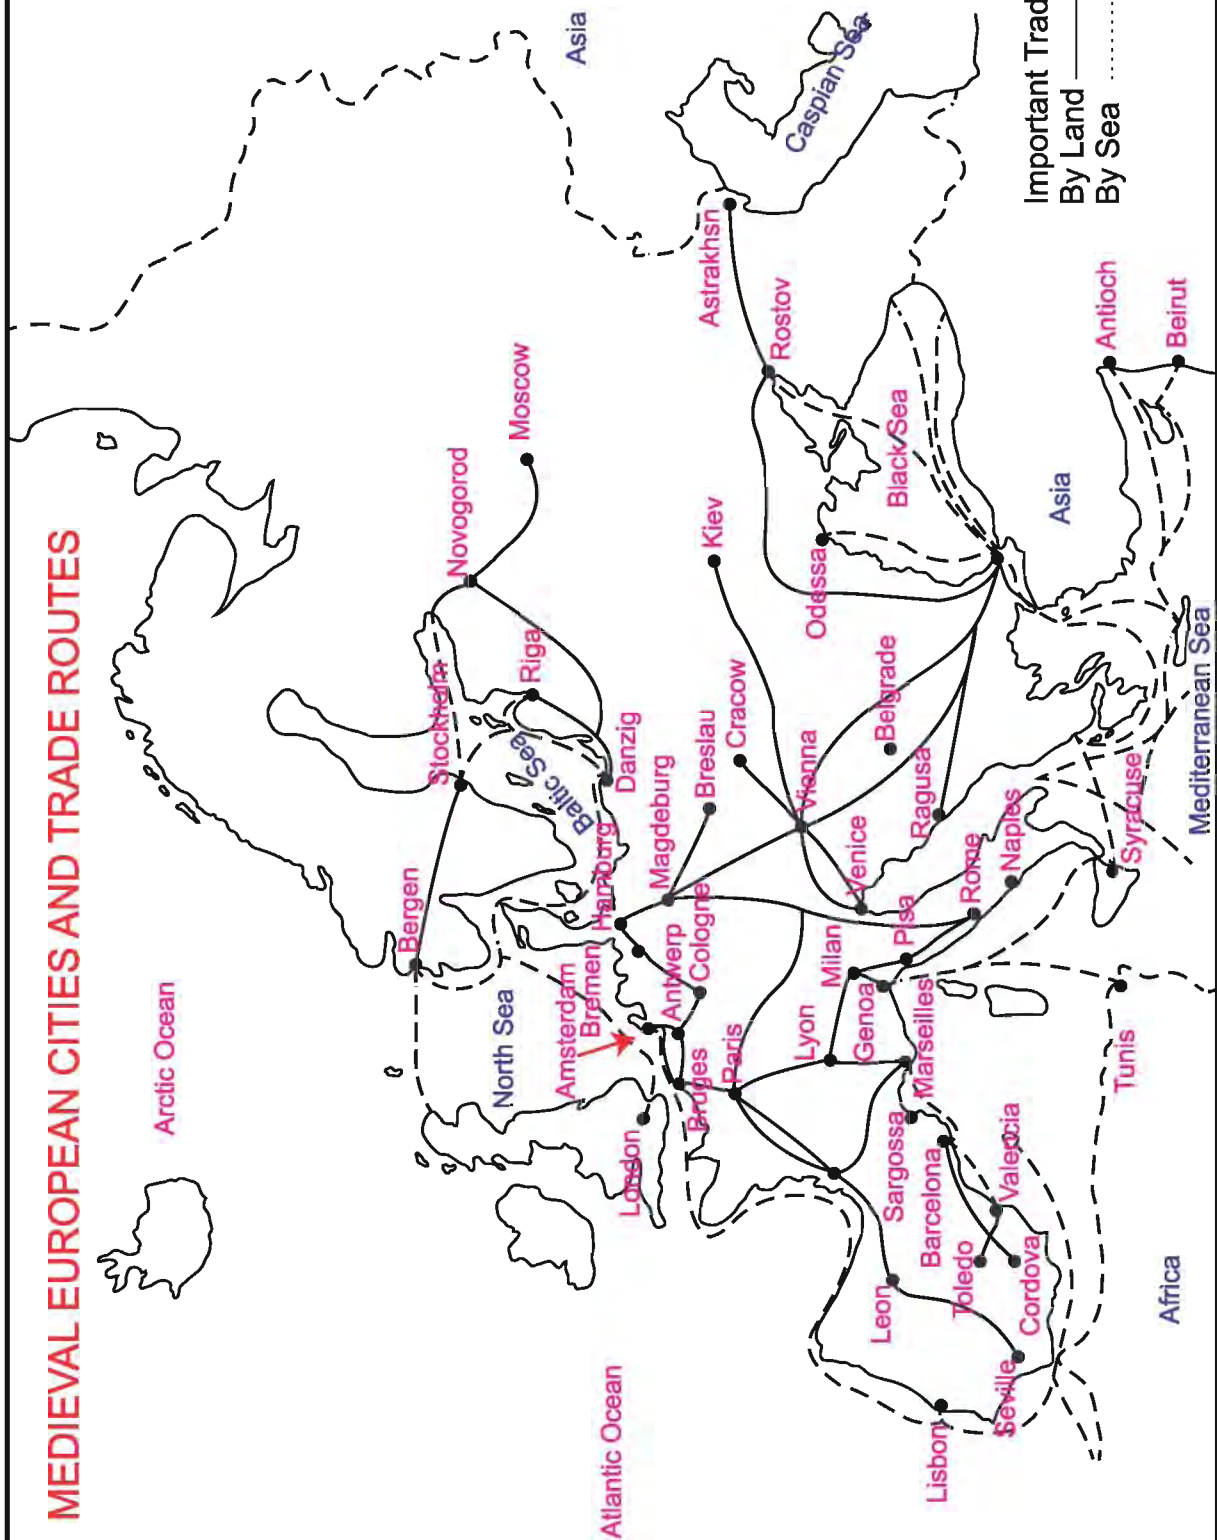 MEDIEVAL EUROPEAN CITIES AND TRADE ROUTES
Arctic Ocean
Asia
Atlantic Ocean
Bergen
Stockholm
Novogorod
Moscow
North Sea
Baltic Sea
Riga
Danzig
Amsterdam
Bremen
Hamburg
London
Antwerp
Magdeburg
Breslau
Cologne
Bruges
Cracow
Kiev
Paris
Astrakhsn
Rostov
Caspian Sea
Lyon
Milan
Vienna
Odessa
Genoa
Venice
Belgrade
Black Sea
Marseilles
Pisa
Ragusa
Leon
Sargossa
Barcelona
Rome
Naples
Lisbon
Toledo
Valencia
Seville
Cordova
Asia
Syracuse
Tunis
Antioch
Beirut
Africa
Mediterranean Sea
Important Trad
By Land
By Sea